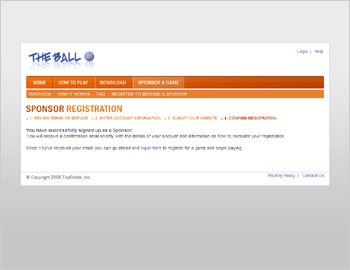 THE BALL
Login | Help
HOME HOW TO PLAY DOWNLOAD SPONSOR A GAME
OVERVIEW HOW IT WORKS FAQ REGISTER TO BECOME A SPONSOR
SPONSOR REGISTRATION
1. REVIEW TERMS OF SERVICE 2. ENTER ACCOUNT INFORMATION 3. SUBMIT YOUR WEBSITE 4. CONFIRM REGISTRATION
You have successfully signed up as a Sponsor.
You will receive a confirmation email shortly with the details of your account and information on how to complete your registration.
Once You've received your email, you can go ahead and log-in here to register for a game and begin playing.
© Copyright 2008 Inc. Privacy Policy | Contact Us